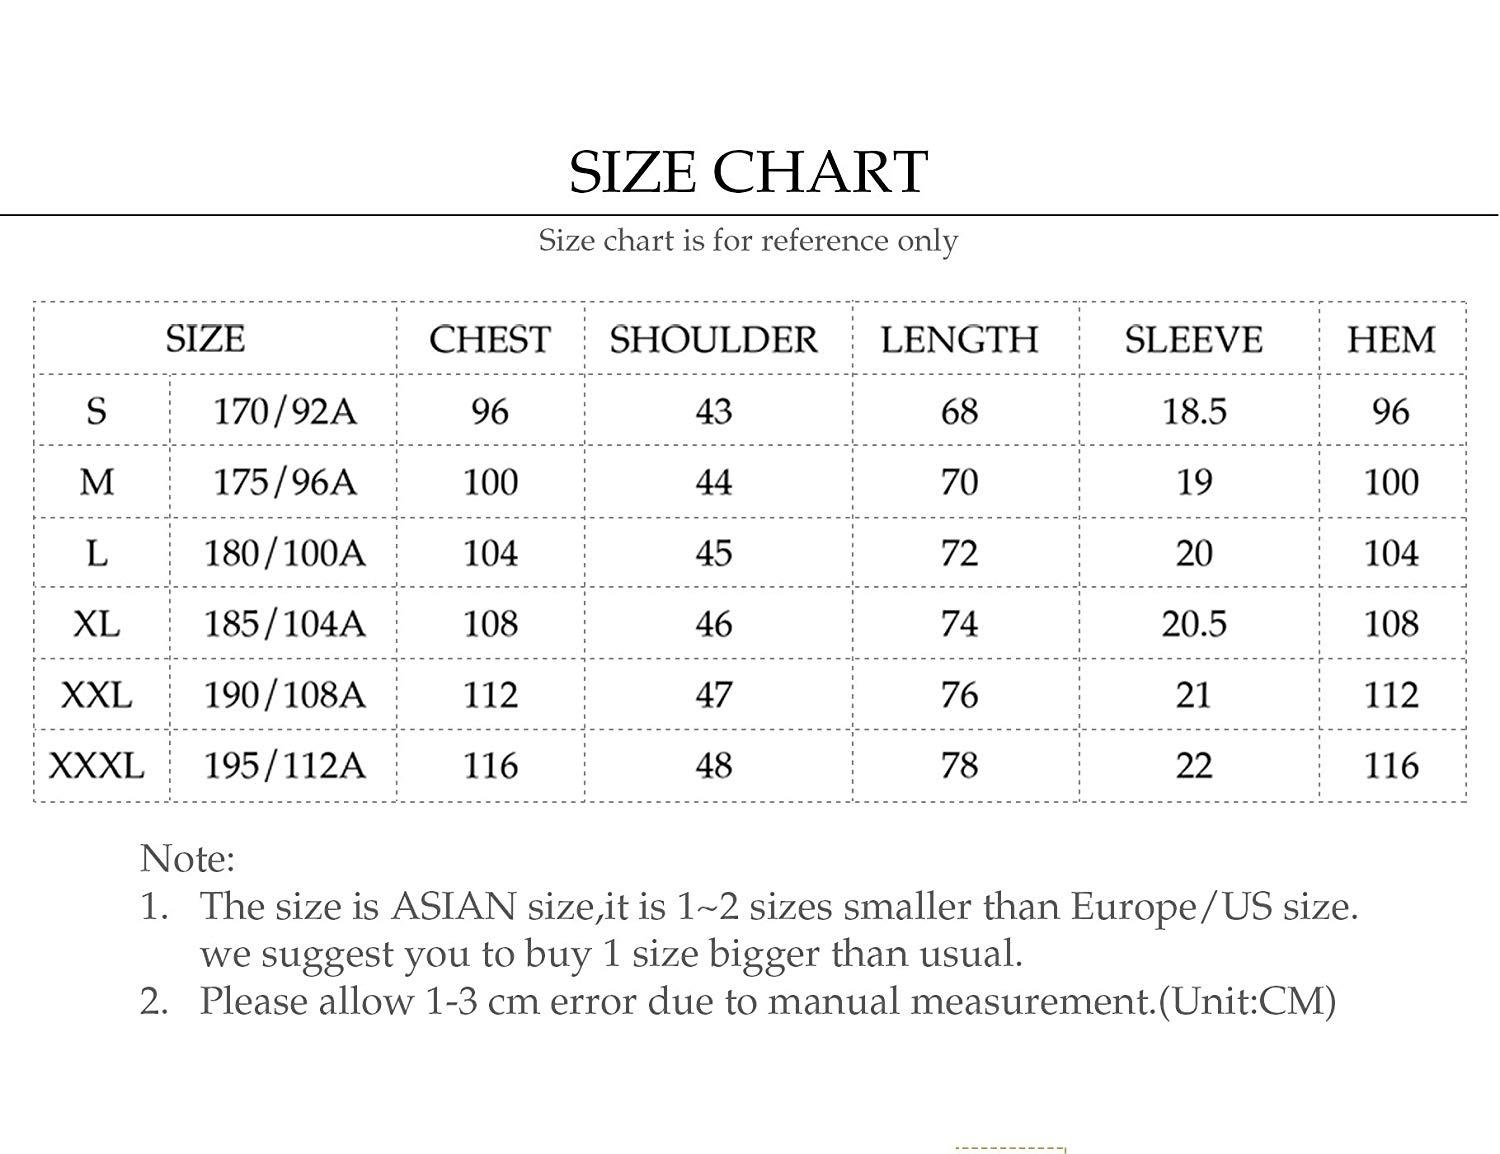 SIZE CHART
Size chart is for reference only
SIZE CHEST SHOULDER LENGTH SLEEVE HEM
S 170/92A 96 43 68 18.5 96
M 175/96A 100 44 70 19 100
L 180/100A 104 45 72 20 104
XL 185/104A 108 46 74 20.5 108
XXL 190/108A 112 47 76 21 112
XXXL 195/112A 116 48 78 22 116
Note:
1. The size is ASIAN size,it is 1~2 sizes smaller than Europe/US size.
we suggest you to buy 1 size bigger than usual.
2. Please allow 1-3 cm error due to manual measurement.(Unit:CM)